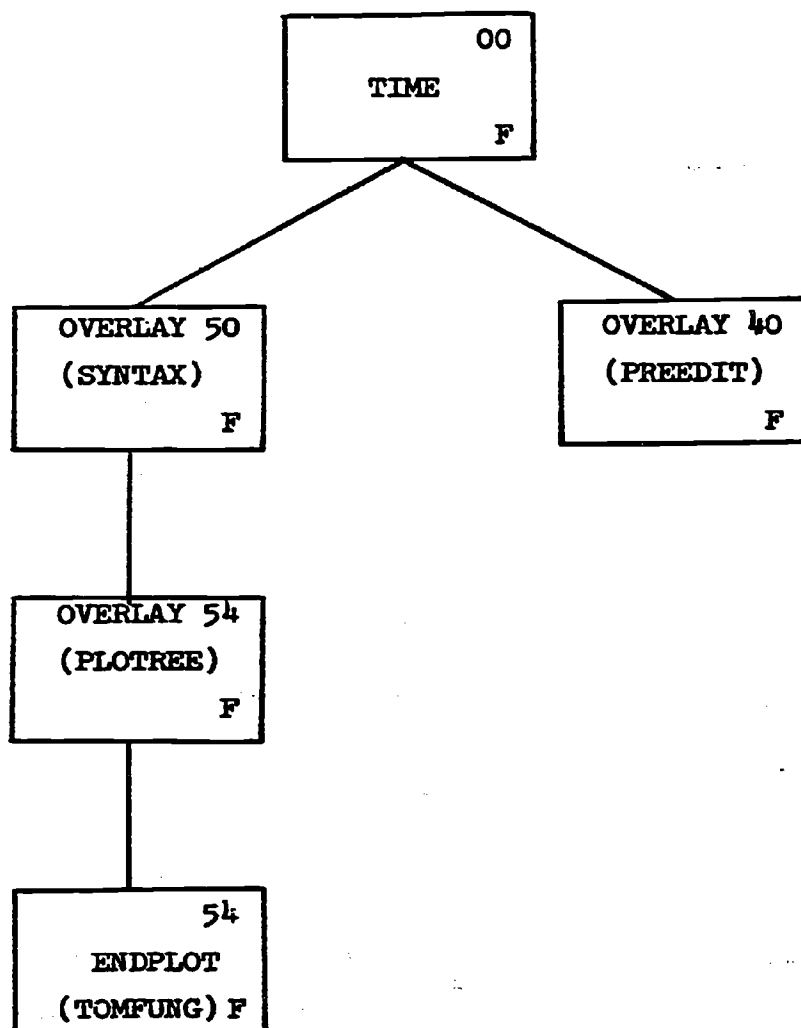 00
TIME
F
OVERLAY 50
(SYNTAX)
F
OVERLAY 40
(PREEDIT)
F
OVERLAY 54
(PLOTREE)
F
54
ENDPLOT
(TOMFUNG) F